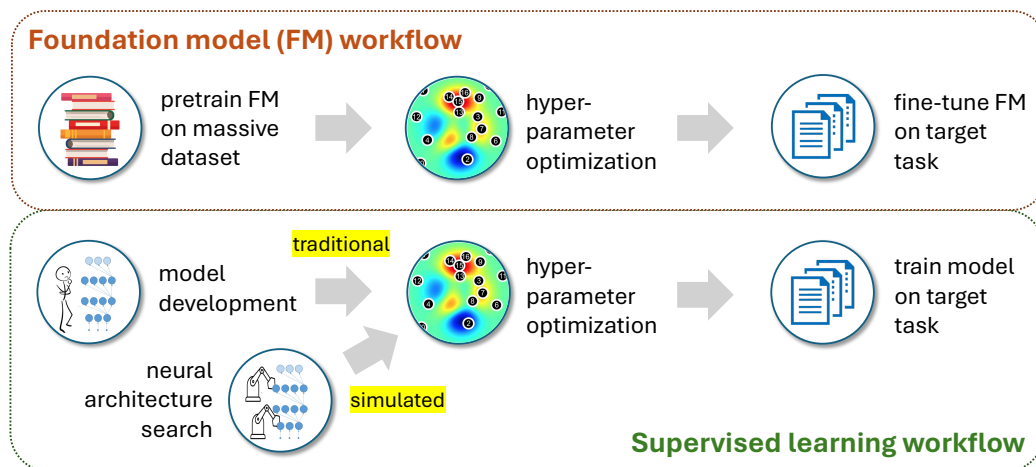 Foundation model (FM) workflow
pretrain FM
on massive
dataset
hyper-
parameter
optimization
fine-tune FM
on target
task
traditional
model
development
hyper-
parameter
optimization
train model
on target
task
neural
architecture
search
simulated
Supervised learning workflow